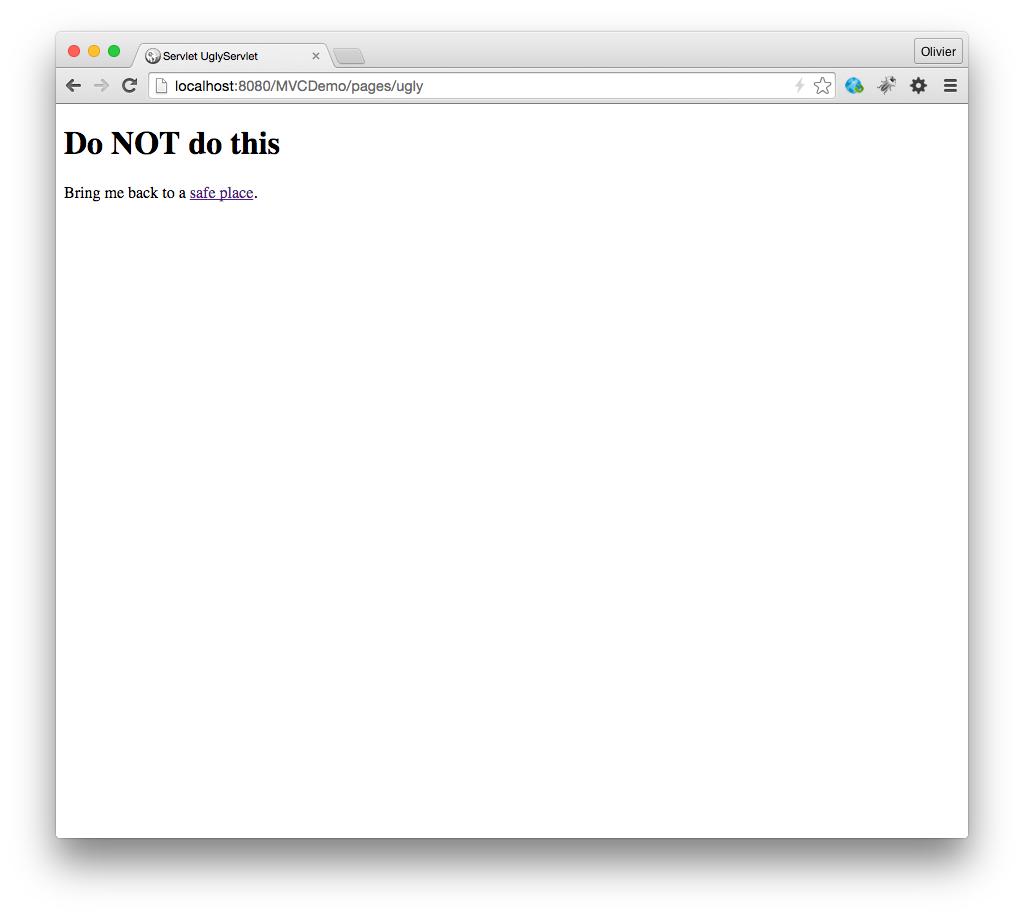 Servlet UglyServlet
Olivier
localhost:8080/MVCDemo/pages/ugly
Do NOT do this
Bring me back to a safe place.